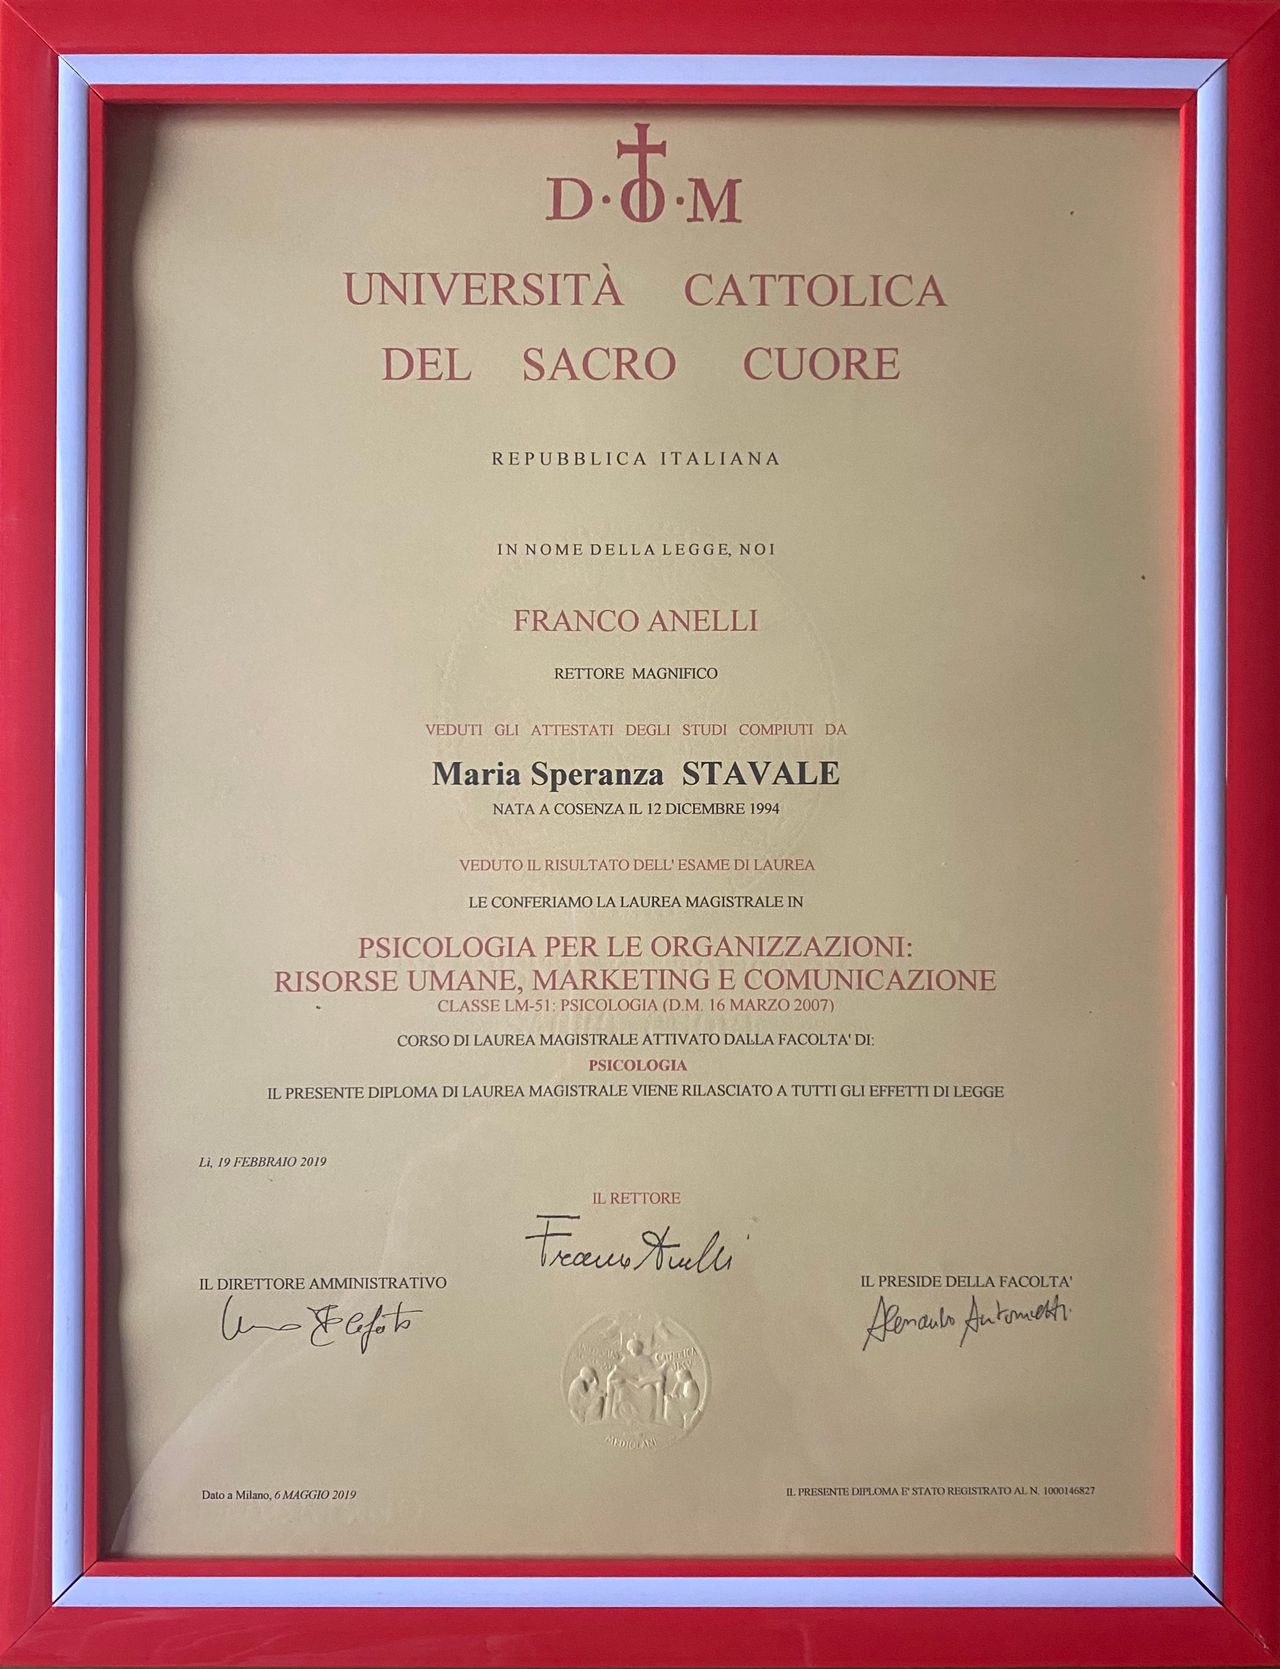 D·O·M
UNIVERSITÀ CATTOLICA
DEL SACRO CUORE
REPUBBLICA ITALIANA
IN NOME DELLA LEGGE, NOI
FRANCO ANELLI
RETTORE MAGNIFICO
VEDUTI GLI ATTESTATI DEGLI STUDI COMPIUTI DA
Maria Speranza STAVALE
NATA A COSENZA IL 12 DICEMBRE 1994
VEDUTO IL RISULTATO DELL' ESAME DI LAUREA
LE CONFERIAMO LA LAUREA MAGISTRALE IN
PSICOLOGIA PER LE ORGANIZZAZIONI:
RISORSE UMANE, MARKETING E COMUNICAZIONE
CLASSE LM-51: PSICOLOGIA (D.M. 16 MARZO 2007)
CORSO DI LAUREA MAGISTRALE ATTIVATO DALLA FACOLTA' DI:
PSICOLOGIA
IL PRESENTE DIPLOMA DI LAUREA MAGISTRALE VIENE RILASCIATO A TUTTI GLI EFFETTI DI LEGGE
Lì, 19 FEBBRAIO 2019
IL RETTORE
Franco Anelli
IL DIRETTORE AMMINISTRATIVO
IL PRESIDE DELLA FACOLTA'
Alessandro Antonietti
MEDIOLANI
Dato a Milano, 6 MAGGIO 2019
IL PRESENTE DIPLOMA E' STATO REGISTRATO AL N. 1000146827